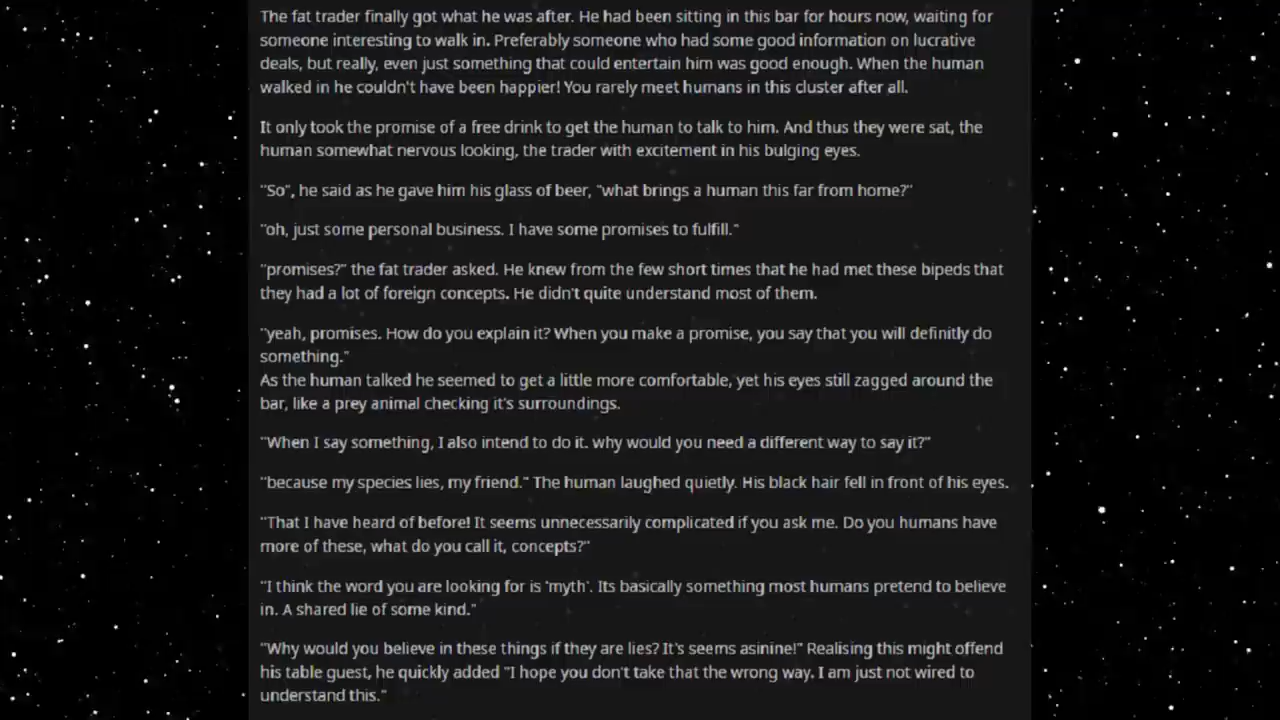 The fat trader finally got what he was after. He had been sitting in this bar for hours now, waiting for
someone interesting to walk in. Preferably someone who had some good information on lucrative
deals, but really, even just something that could entertain him was good enough. When the human
walked in he couldn't have been happier! You rarely meet humans in this cluster after all.
It only took the promise of a free drink to get the human to talk to him. And thus they were sat, the
human somewhat nervous looking, the trader with excitement in his bulging eyes.
"So", he said as he gave him his glass of beer, "what brings a human this far from home?"
"oh, just some personal business. I have some promises to fulfill."
"promises?" the fat trader asked. He knew from the few short times that he had met these bipeds that
they had a lot of foreign concepts. He didn't quite understand most of them.
"yeah, promises. How do you explain it? When you make a promise, you say that you will definitly do
something."
As the human talked he seemed to get a little more comfortable, yet his eyes still zagged around the
bar, like a prey animal checking it's surroundings.
"When I say something, I also intend to do it. why would you need a different way to say it?"
"because my species lies, my friend." The human laughed quietly. His black hair fell in front of his eyes.
"That I have heard of before! It seems unnecessarily complicated if you ask me. Do you humans have
more of these, what do you call it, concepts?"
"I think the word you are looking for is 'myth'. Its basically something most humans pretend to believe
in. A shared lie of some kind."
"Why would you believe in these things if they are lies? It's seems asinine!" Realising this might offend
his table guest, he quickly added "I hope you don't take that the wrong way. I am just not wired to
understand this."